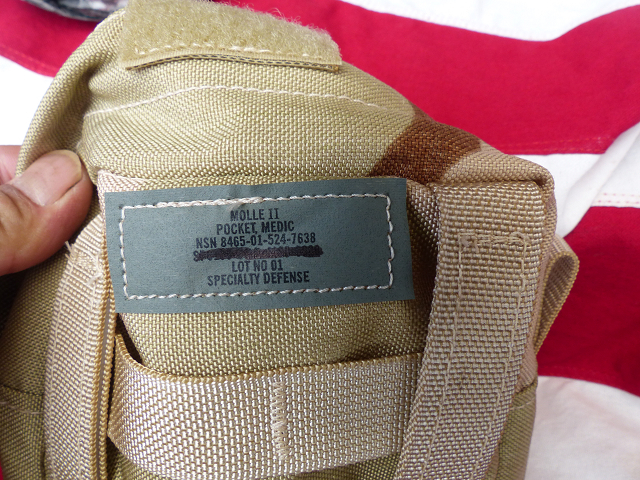 MOLLE II
POCKET, MEDIC
NSN 8465-01-524-7638
LOT NO 01
SPECIALTY DEFENSE